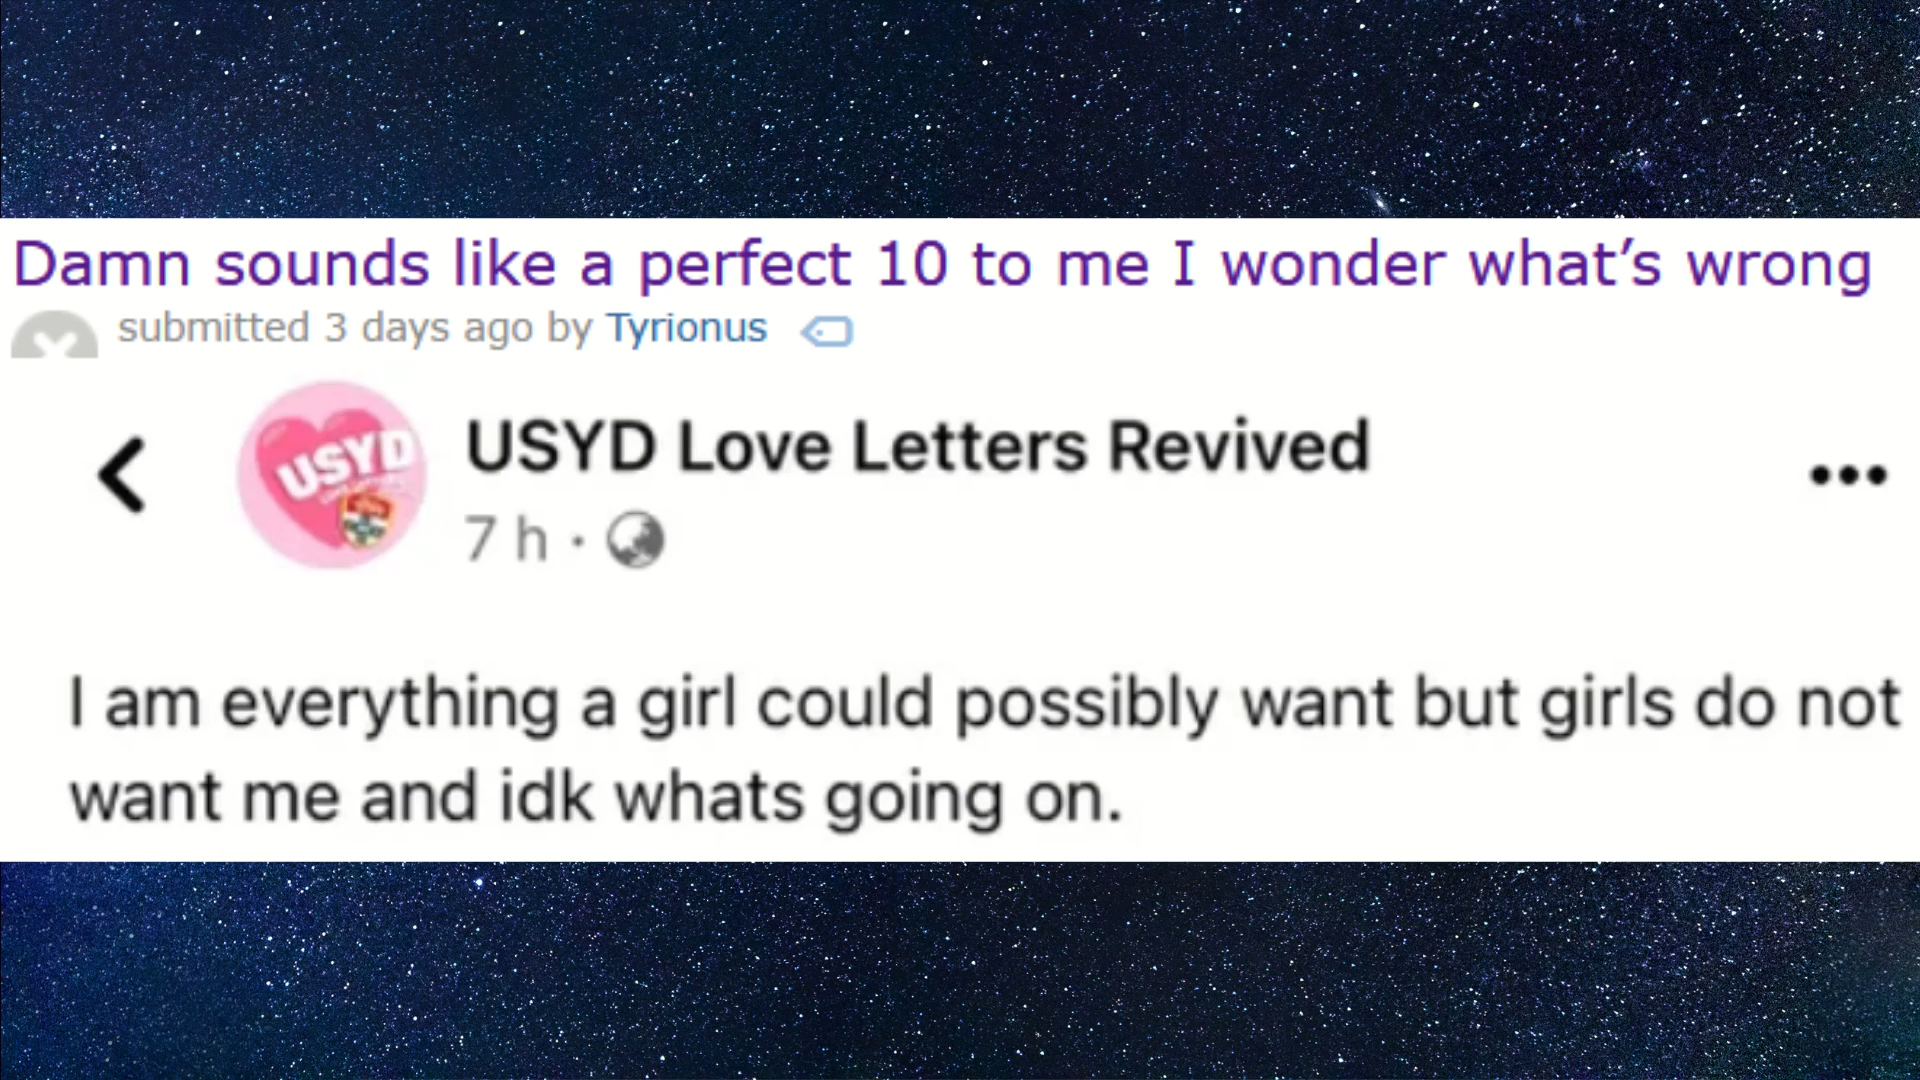 Damn sounds like a perfect 10 to me I wonder what’s wrong
submitted 3 days ago by Tyrionus
USYD Love Letters Revived
USYD
7 h ·
I am everything a girl could possibly want but girls do not
want me and idk whats going on.